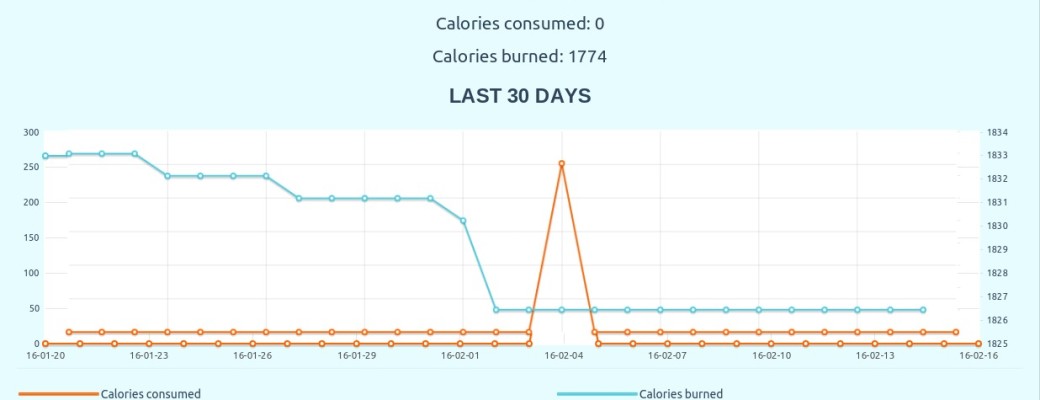 Calories consumed: 0
Calories burned: 1774
LAST 30 DAYS
300 1834
1833
250
1832
200 1831
1830
150
1829
100 1828
1827
50
1826
0 1825
16-01-20 16-01-23 16-01-26 16-01-29 16-02-01 16-02-04 16-02-07 16-02-10 16-02-13 16-02-16
Calories consumed Calories burned